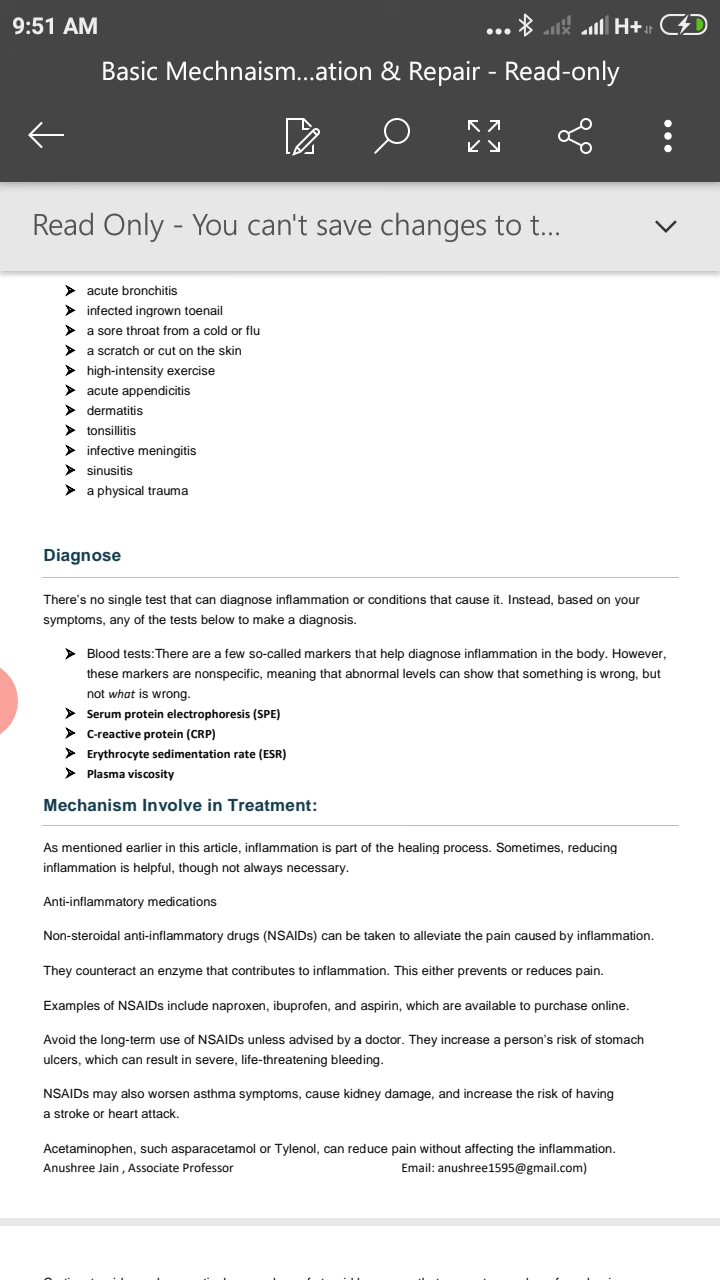 9:51 AM
H+
Basic Mechnaism...ation & Repair - Read-only
Read Only - You can't save changes to t...
➤ acute bronchitis
➤ infected ingrown toenail
➤ a sore throat from a cold or flu
➤ a scratch or cut on the skin
➤ high-intensity exercise
➤ acute appendicitis
➤ dermatitis
➤ tonsillitis
➤ infective meningitis
➤ sinusitis
➤ a physical trauma
Diagnose
There's no single test that can diagnose inflammation or conditions that cause it. Instead, based on your
symptoms, any of the tests below to make a diagnosis.
➤ Blood tests:There are a few so-called markers that help diagnose inflammation in the body. However,
these markers are nonspecific, meaning that abnormal levels can show that something is wrong, but
not what is wrong.
➤ Serum protein electrophoresis (SPE)
➤ C-reactive protein (CRP)
➤ Erythrocyte sedimentation rate (ESR)
➤ Plasma viscosity
Mechanism Involve in Treatment:
As mentioned earlier in this article, inflammation is part of the healing process. Sometimes, reducing
inflammation is helpful, though not always necessary.
Anti-inflammatory medications
Non-steroidal anti-inflammatory drugs (NSAIDs) can be taken to alleviate the pain caused by inflammation.
They counteract an enzyme that contributes to inflammation. This either prevents or reduces pain.
Examples of NSAIDs include naproxen, ibuprofen, and aspirin, which are available to purchase online.
Avoid the long-term use of NSAIDs unless advised by a doctor. They increase a person's risk of stomach
ulcers, which can result in severe, life-threatening bleeding.
NSAIDs may also worsen asthma symptoms, cause kidney damage, and increase the risk of having
a stroke or heart attack.
Acetaminophen, such asparacetamol or Tylenol, can reduce pain without affecting the inflammation.
Anushree Jain , Associate Professor Email: anushree1595@gmail.com)